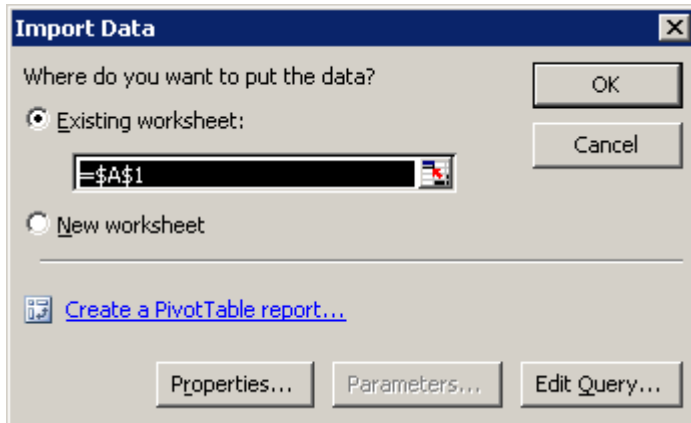 Import Data
Where do you want to put the data?
OK
Existing worksheet:
Cancel
=$A$1
New worksheet
Create a PivotTable report...
Properties...
Parameters...
Edit Query...